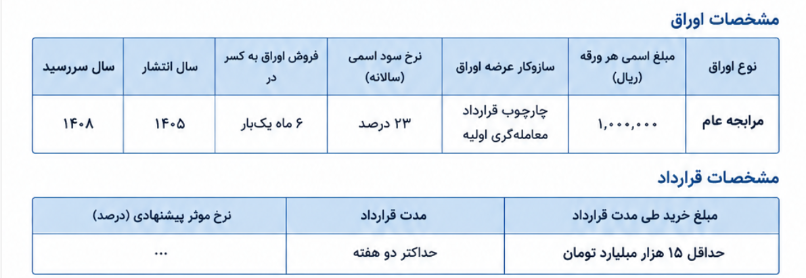 مشخصات اوراق
نوع اوراق
مبلغ اسمی هر ورقه
(ریال)
سازوکار عرضه اوراق
نرخ سود اسمی
(سالانه)
فروش اوراق به کسر
در
سال انتشار
سال سررسید
مرابحه عام
۱,۰۰۰,۰۰۰
چارچوب قرارداد
معامله‌گری اولیه
۲۳ درصد
۶ ماه یک‌بار
۱۴۰۵
۱۴۰۸
مشخصات قرارداد
مبلغ خرید طی مدت قرارداد
مدت قرارداد
نرخ موثر پیشنهادی (درصد)
حداقل ۱۵ هزار میلیارد تومان
حداکثر دو هفته
...